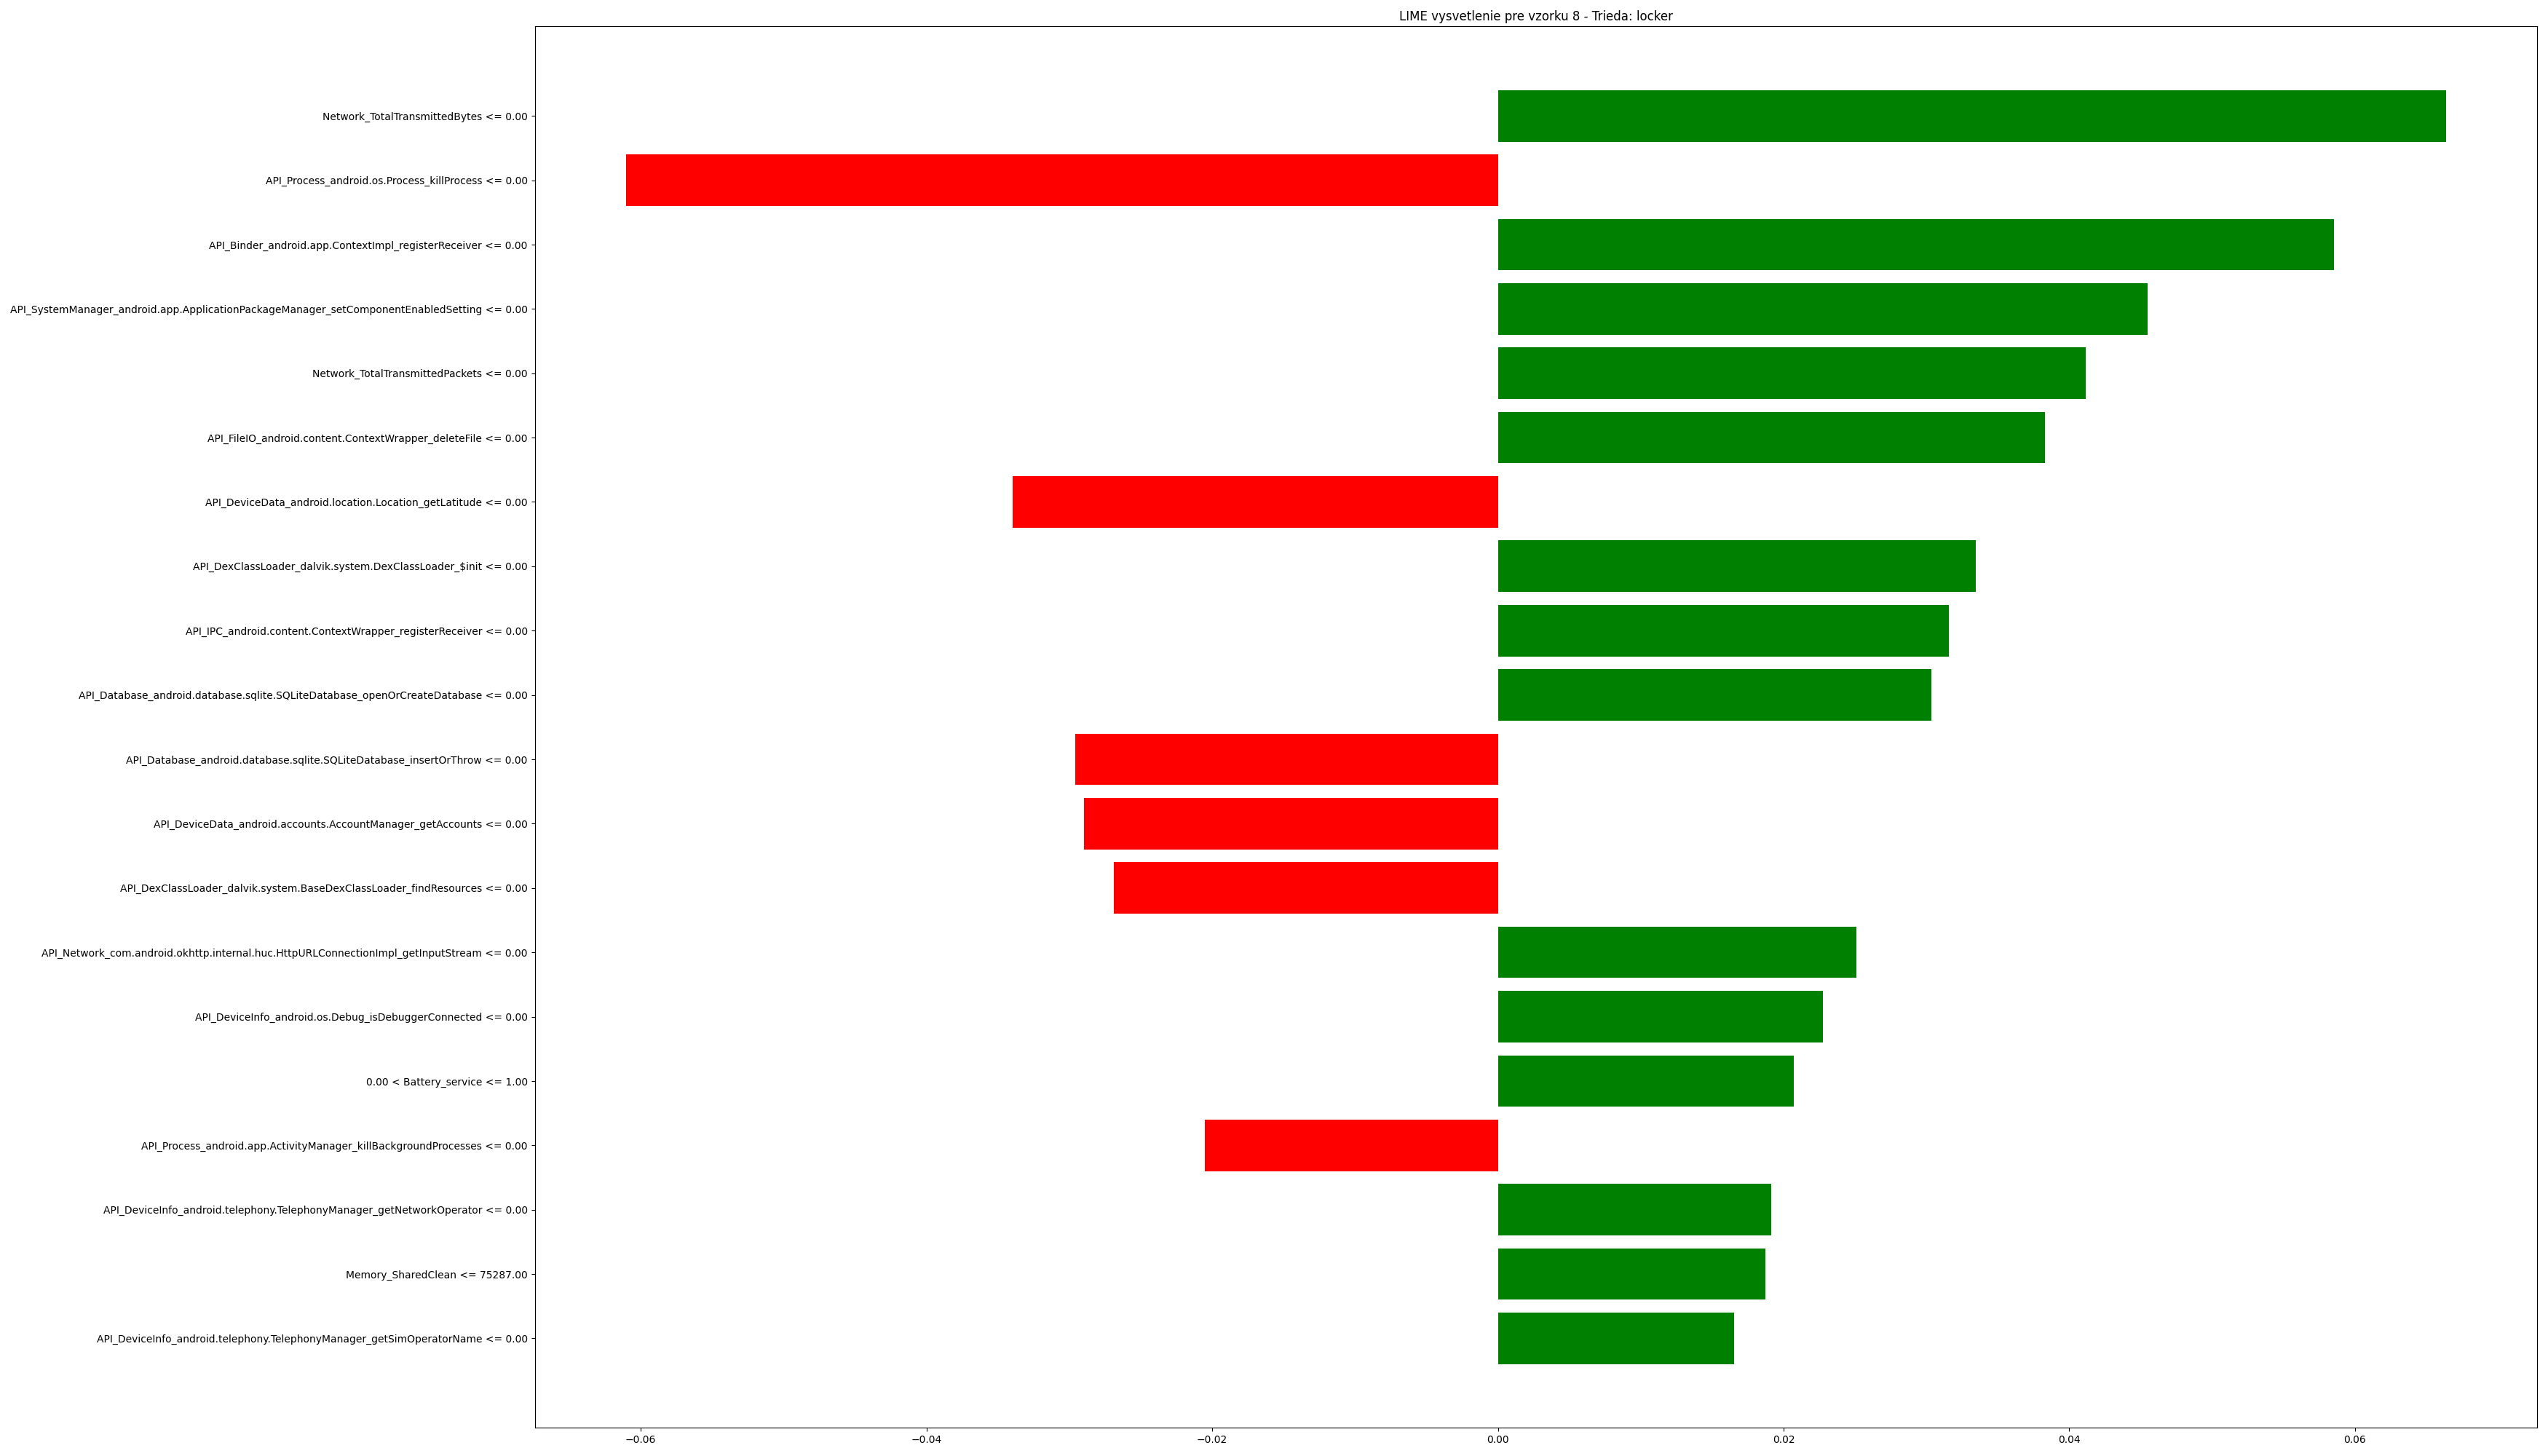 LIME vysvetlenie pre vzorku 8 - Trieda: locker
Network_TotalTransmittedBytes <= 0.00
API_Process_android.os.Process_killProcess <= 0.00
API_Binder_android.app.ContextImpl_registerReceiver <= 0.00
API_SystemManager_android.app.ApplicationPackageManager_setComponentEnabledSetting <= 0.00
Network_TotalTransmittedPackets <= 0.00
API_FileIO_android.content.ContextWrapper_deleteFile <= 0.00
API_DeviceData_android.location.Location_getLatitude <= 0.00
API_DexClassLoader_dalvik.system.DexClassLoader_$init <= 0.00
API_IPC_android.content.ContextWrapper_registerReceiver <= 0.00
API_Database_android.database.sqlite.SQLiteDatabase_openOrCreateDatabase <= 0.00
API_Database_android.database.sqlite.SQLiteDatabase_insertOrThrow <= 0.00
API_DeviceData_android.accounts.AccountManager_getAccounts <= 0.00
API_DexClassLoader_dalvik.system.BaseDexClassLoader_findResources <= 0.00
API_Network_com.android.okhttp.internal.huc.HttpURLConnectionImpl_getInputStream <= 0.00
API_DeviceInfo_android.os.Debug_isDebuggerConnected <= 0.00
0.00 < Battery_service <= 1.00
API_Process_android.app.ActivityManager_killBackgroundProcesses <= 0.00
API_DeviceInfo_android.telephony.TelephonyManager_getNetworkOperator <= 0.00
Memory_SharedClean <= 75287.00
API_DeviceInfo_android.telephony.TelephonyManager_getSimOperatorName <= 0.00
−0.06 −0.04 −0.02 0.00 0.02 0.04 0.06